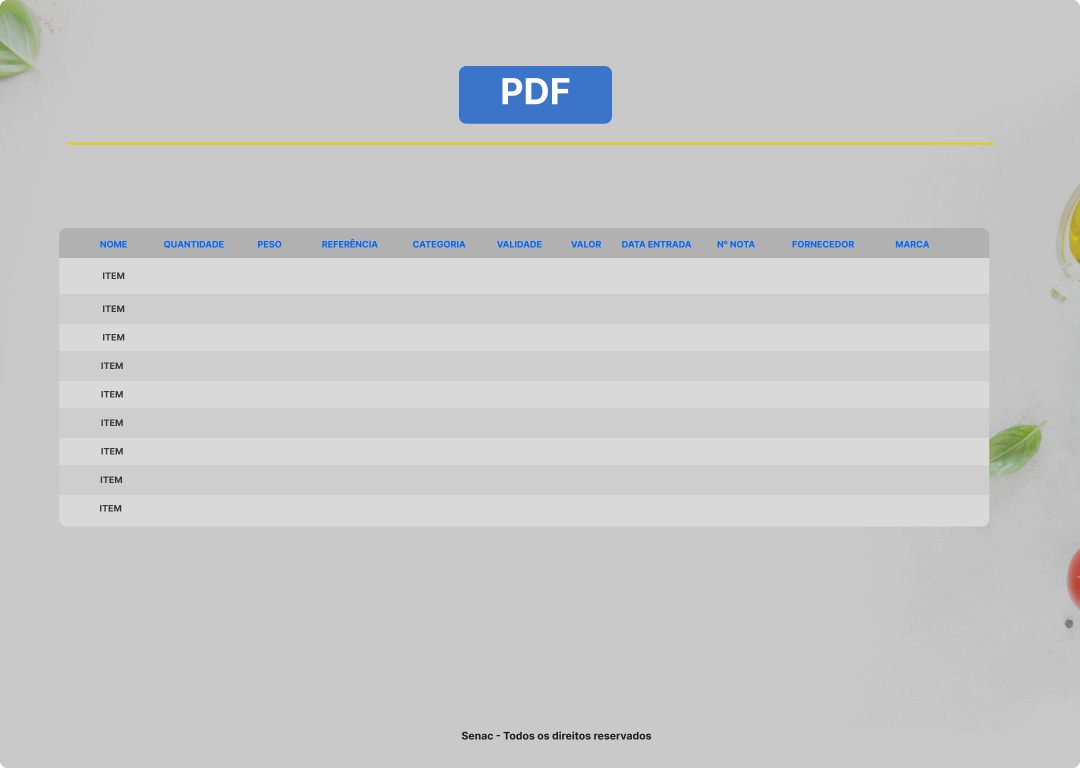 PDF
NOME QUANTIDADE PESO REFERÊNCIA CATEGORIA VALIDADE VALOR DATA ENTRADA Nº NOTA FORNECEDOR MARCA
ITEM
ITEM
ITEM
ITEM
ITEM
ITEM
ITEM
ITEM
ITEM
Senac - Todos os direitos reservados